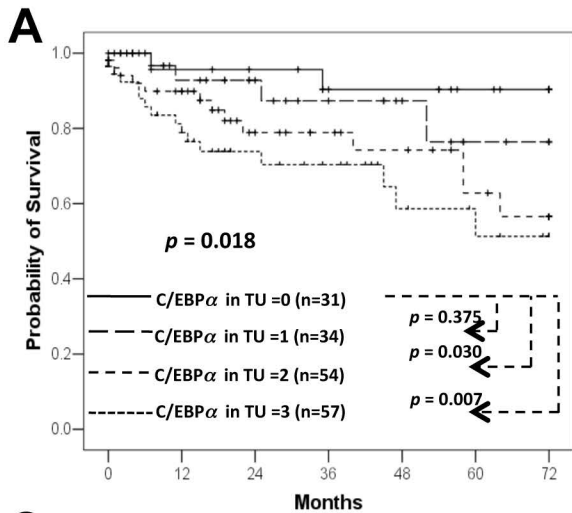 A
Probability of Survival
1.0
0.8
0.6
0.4
0.2
0.0
p = 0.018
C/EBPα in TU =0 (n=31)
C/EBPα in TU =1 (n=34)
C/EBPα in TU =2 (n=54)
C/EBPα in TU =3 (n=57)
p = 0.375
p = 0.030
p = 0.007
0 12 24 36 48 60 72
Months